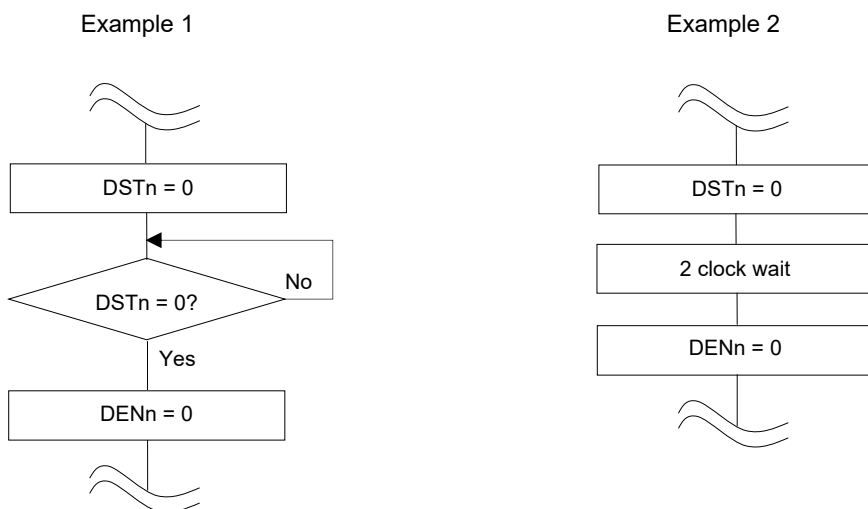 Example 1
DSTn = 0
DSTn = 0?
No
Yes
DENn = 0
Example 2
DSTn = 0
2 clock wait
DENn = 0